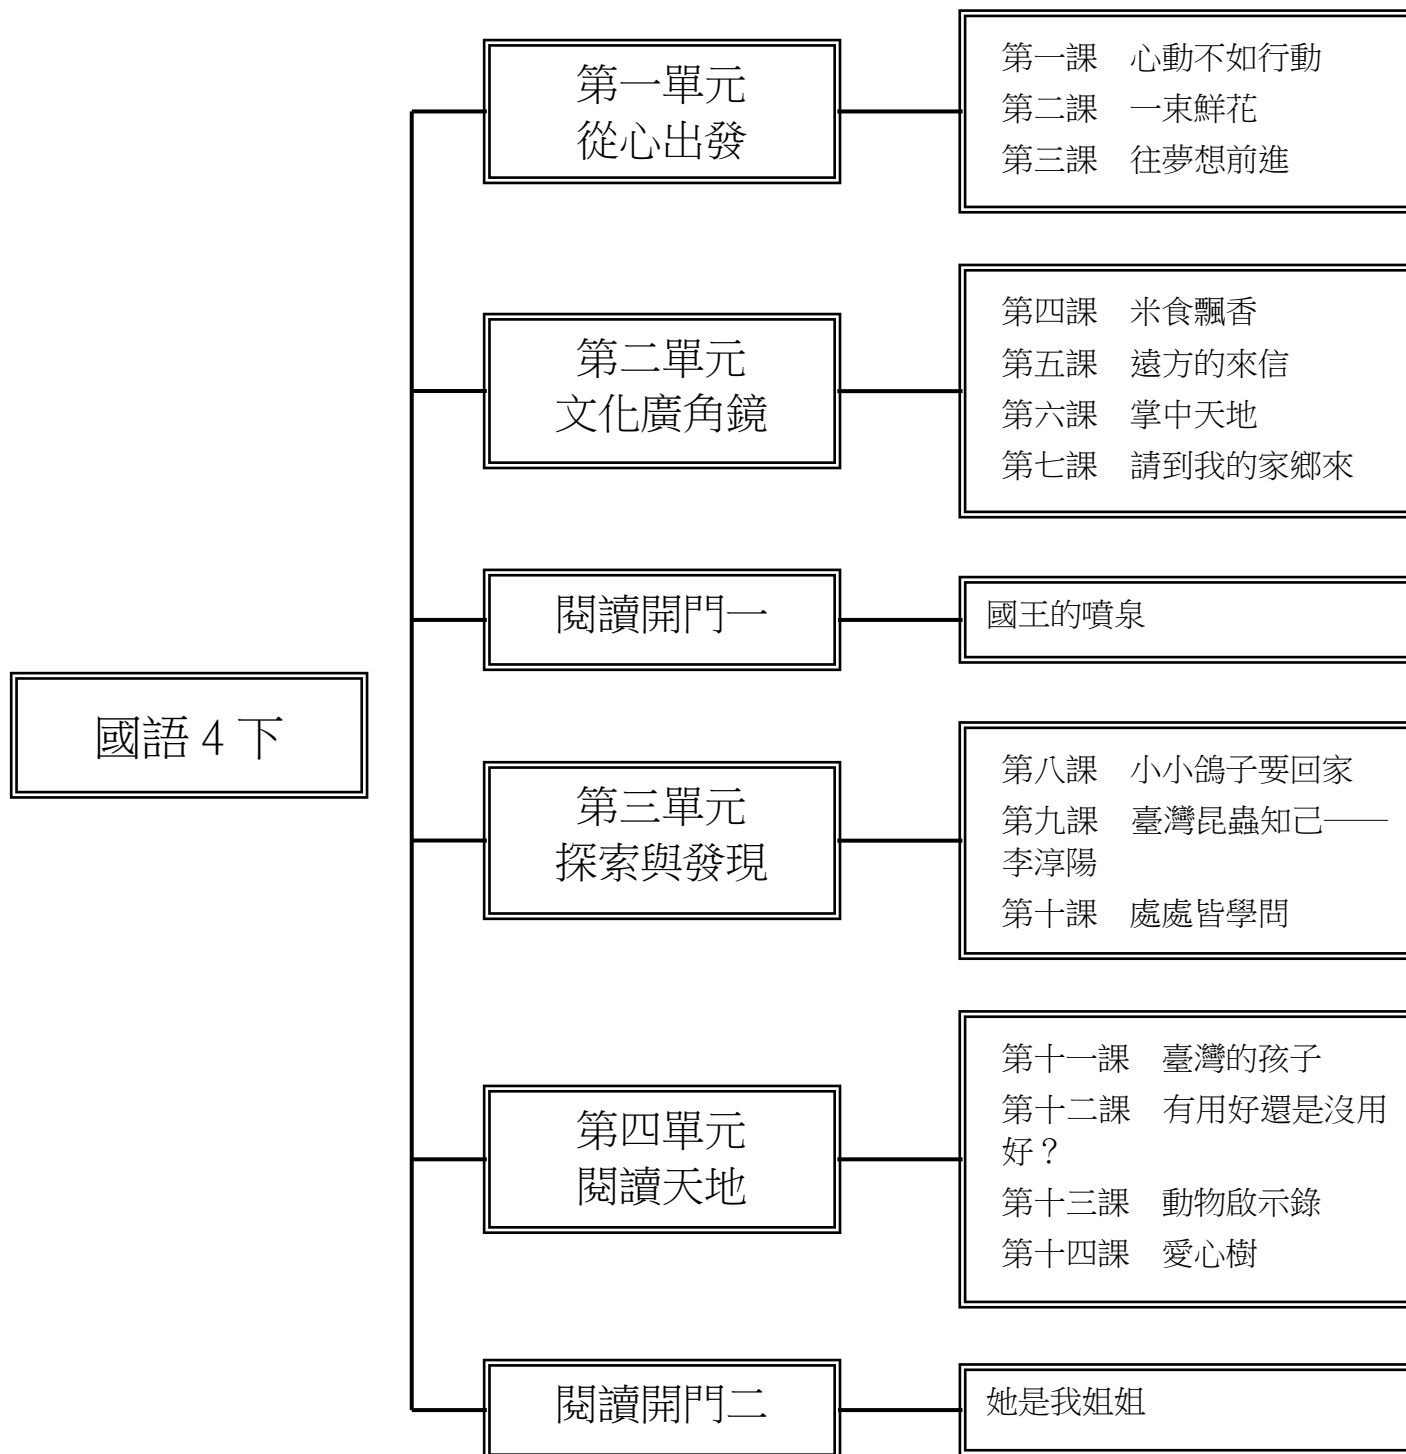 國語4下
第一單元
從心出發
第一課　心動不如行動
第二課　一束鮮花
第三課　往夢想前進
第二單元
文化廣角鏡
第四課　米食飄香
第五課　遠方的來信
第六課　掌中天地
第七課　請到我的家鄉來
閱讀開門一
國王的噴泉
第三單元
探索與發現
第八課　小小鴿子要回家
第九課　臺灣昆蟲知己——
李淳陽
第十課　處處皆學問
第四單元
閱讀天地
第十一課　臺灣的孩子
第十二課　有用好還是沒用
好？
第十三課　動物啟示錄
第十四課　愛心樹
閱讀開門二
她是我姐姐